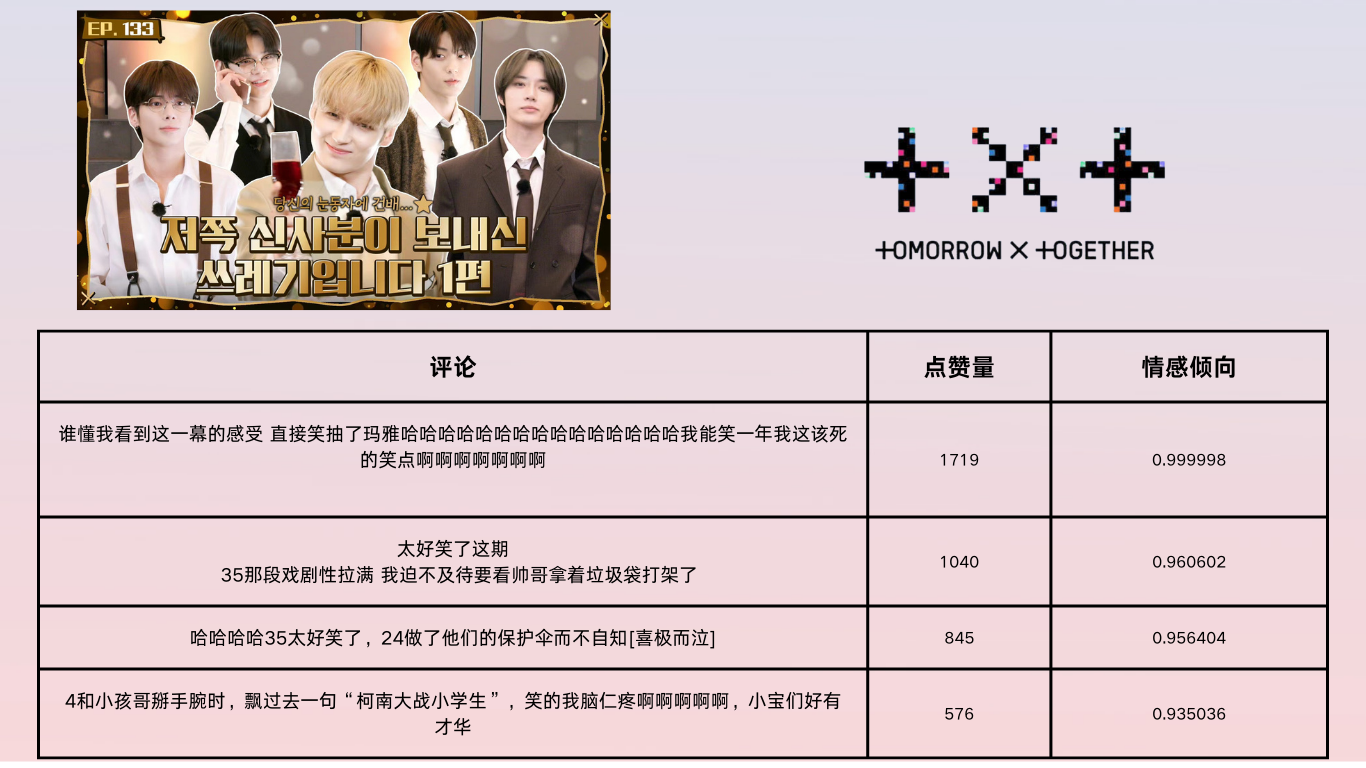 EP. 133
당신의 눈동자에 건배...
저쪽 신사분이 보내신
쓰레기입니다 1편
TXT
TOMORROW X TOGETHER
评论
点赞量
情感倾向
谁懂我看到这一幕的感受 直接笑抽了玛雅哈哈哈哈哈哈哈哈哈哈哈哈哈哈哈我能笑一年我这该死
的笑点啊啊啊啊啊啊啊
1719
0.999998
太好笑了这期
35那段戏剧性拉满 我迫不及待要看帅哥拿着垃圾袋打架了
1040
0.960602
哈哈哈哈35太好笑了，24做了他们的保护伞而不自知[喜极而泣]
845
0.956404
4和小孩哥掰手腕时，飘过去一句“柯南大战小学生”，笑的我脑仁疼啊啊啊啊啊，小宝们好有
才华
576
0.935036